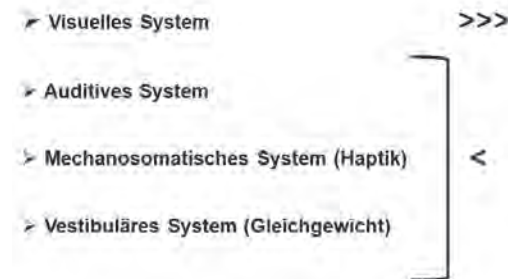 ➢ Visuelles System >>>
➢ Auditives System
➢ Mechanosomatisches System (Haptik) <
➢ Vestibuläres System (Gleichgewicht)